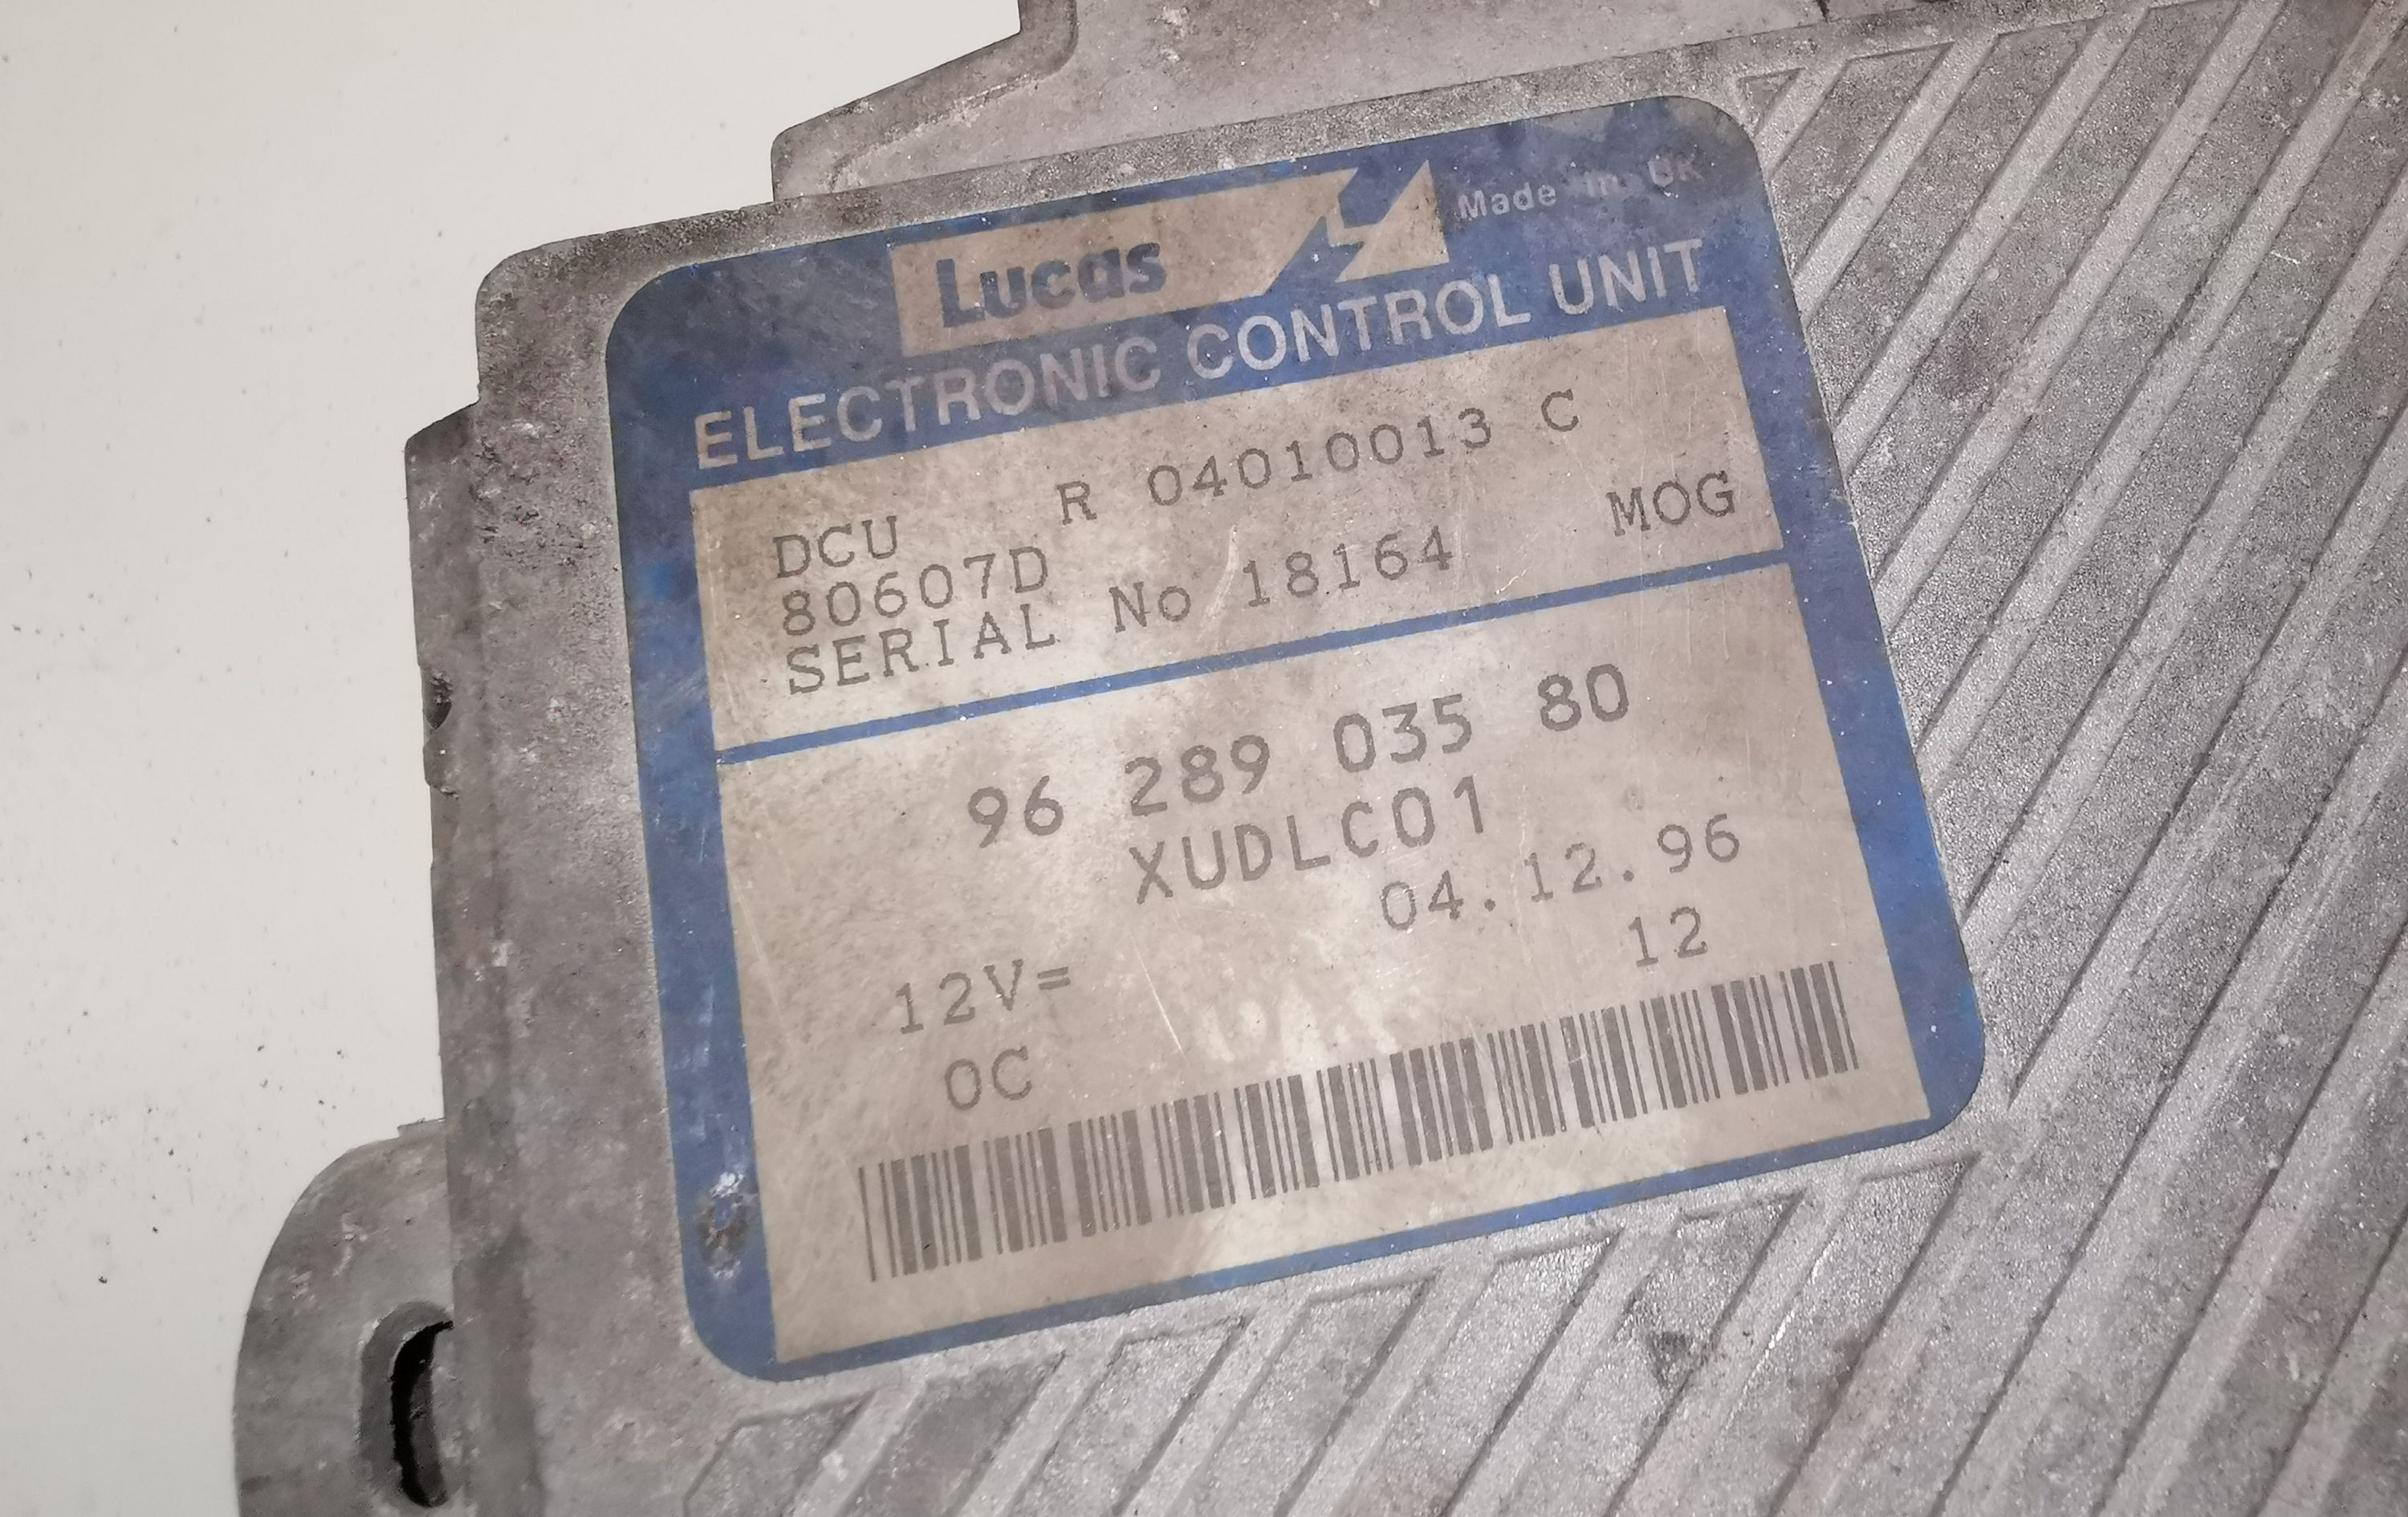 Lucas
Made in UK
ELECTRONIC CONTROL UNIT
DCU R 04010013 C
80607D MOG
SERIAL No 18164
96 289 035 80
XUDLC01
04.12.96
12V= 12
0C